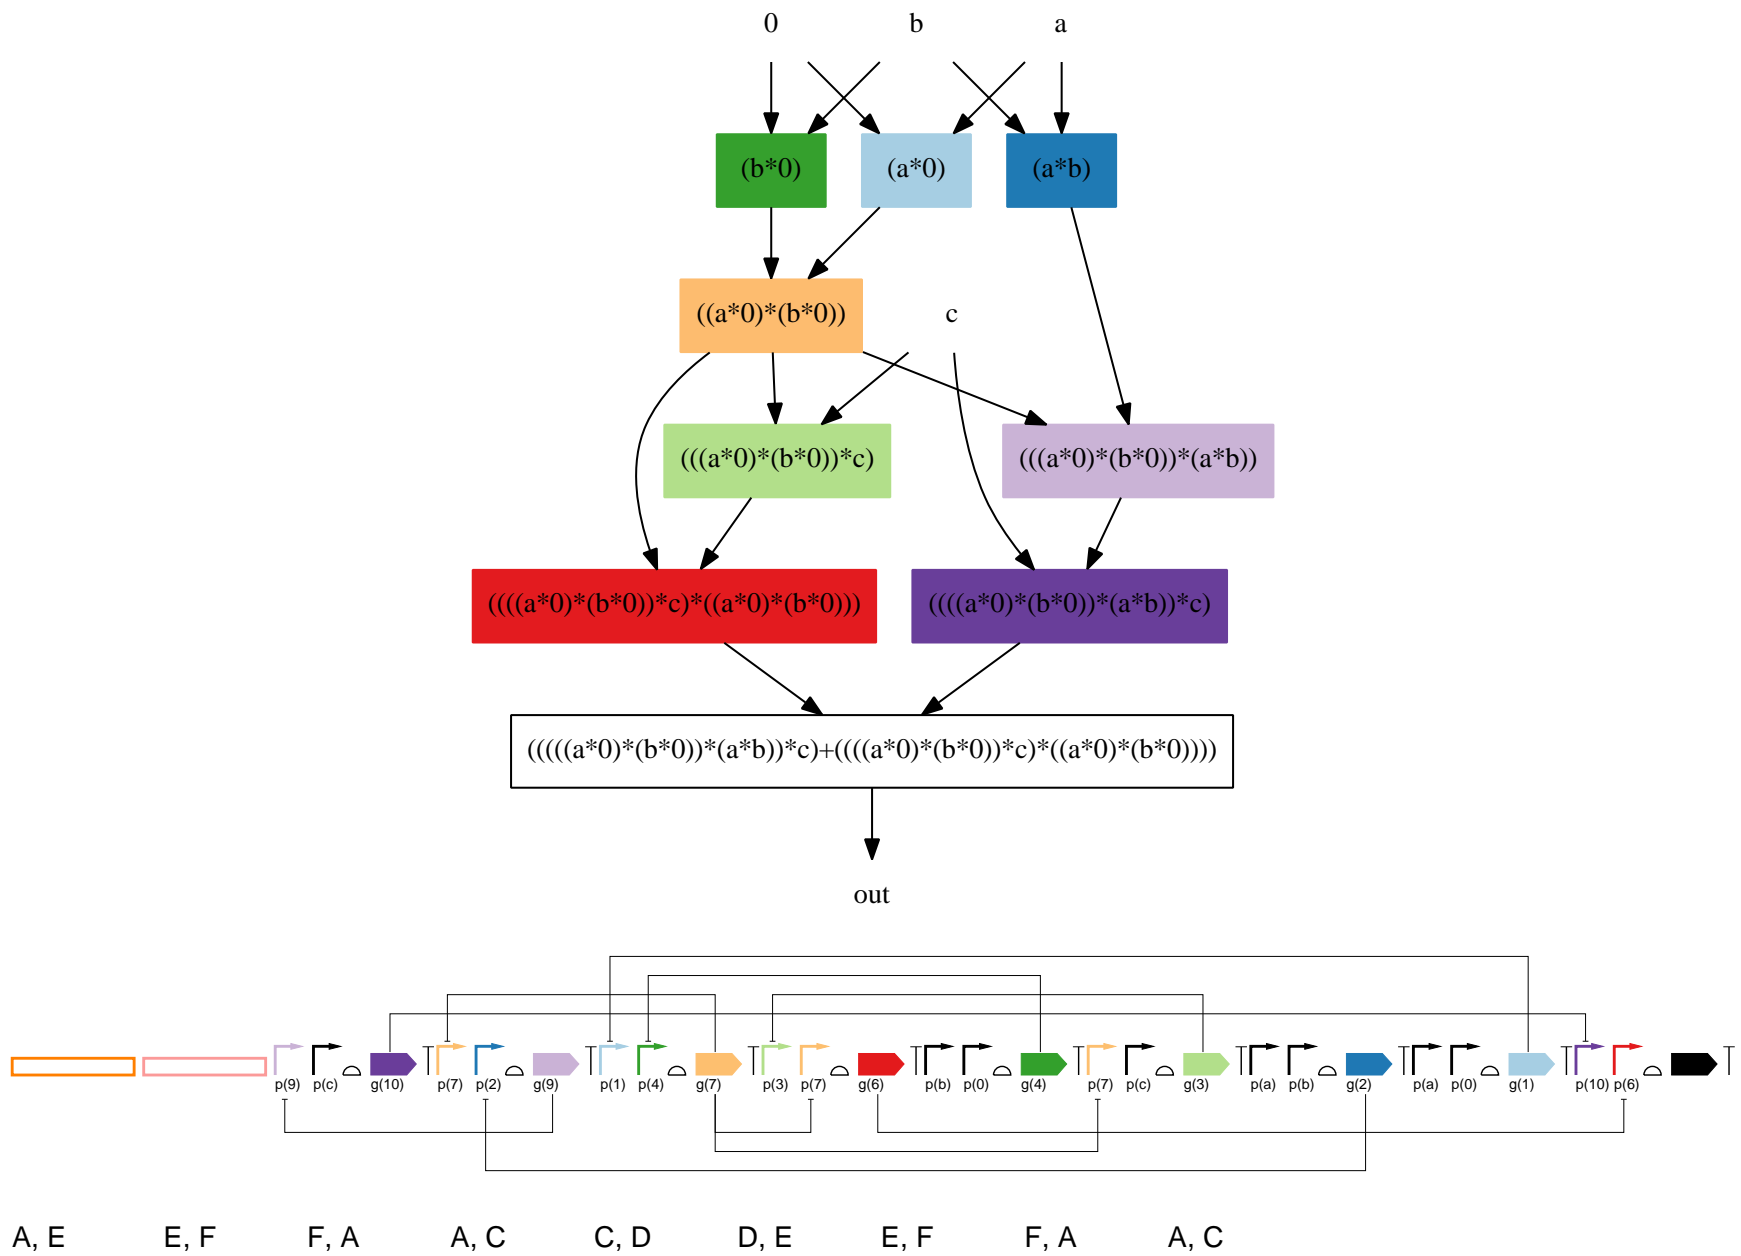 0 b a
(b*0) (a*0) (a*b)
((a*0)*(b*0)) c
(((a*0)*(b*0))*c) (((a*0)*(b*0))*(a*b))
((((a*0)*(b*0))*c)*((a*0)*(b*0))) ((((a*0)*(b*0))*(a*b))*c)
(((((a*0)*(b*0))*(a*b))*c)+((((a*0)*(b*0))*c)*((a*0)*(b*0))))
out
p(9) p(c) g(10) p(7) p(2) g(9) p(1) p(4) g(7) p(3) p(7) g(6) p(b) p(0) g(4) p(7) p(c) g(3) p(a) p(b) g(2) p(a) p(0) g(1) p(10) p(6)
A, E E, F F, A A, C C, D D, E E, F F, A A, C